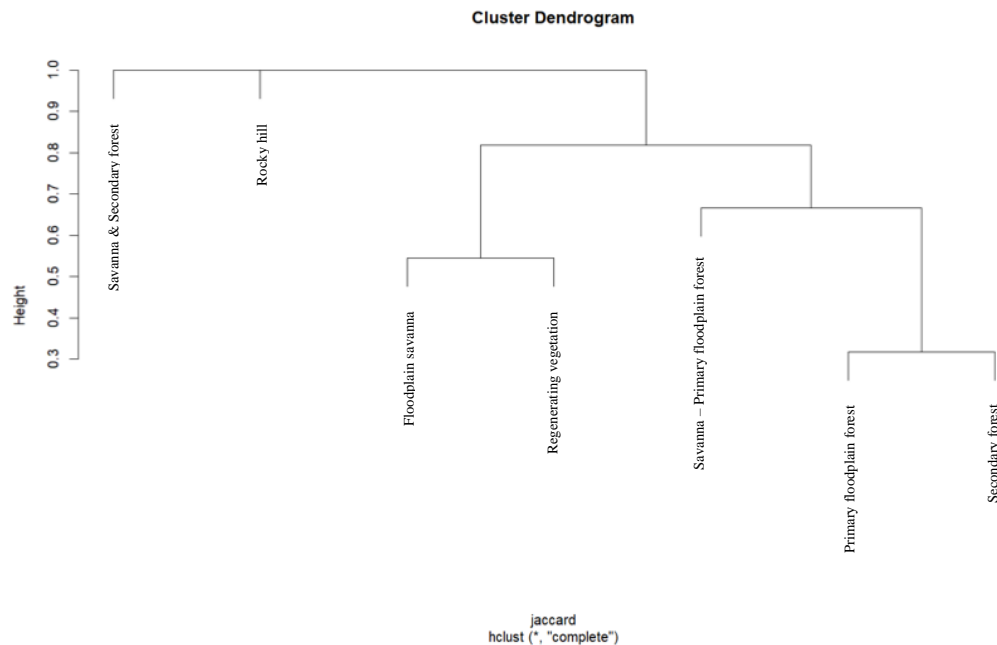 Cluster Dendrogram
Height
1.0
0.9
0.8
0.7
0.6
0.5
0.4
0.3
Savanna & Secondary forest
Rocky hill
Floodplain savanna
Regenerating vegetation
Savanna – Primary floodplain forest
Primary floodplain forest
Secondary forest
jaccard
hclust (*, "complete")